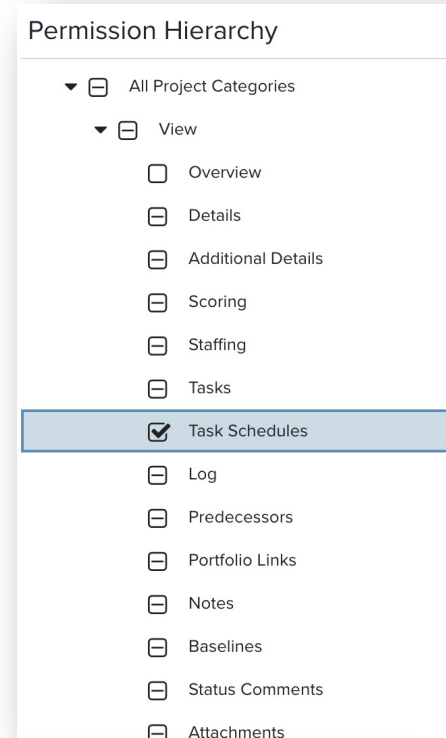 Permission Hierarchy
All Project Categories
View
Overview
Details
Additional Details
Scoring
Staffing
Tasks
Task Schedules
Log
Predecessors
Portfolio Links
Notes
Baselines
Status Comments
Attachments